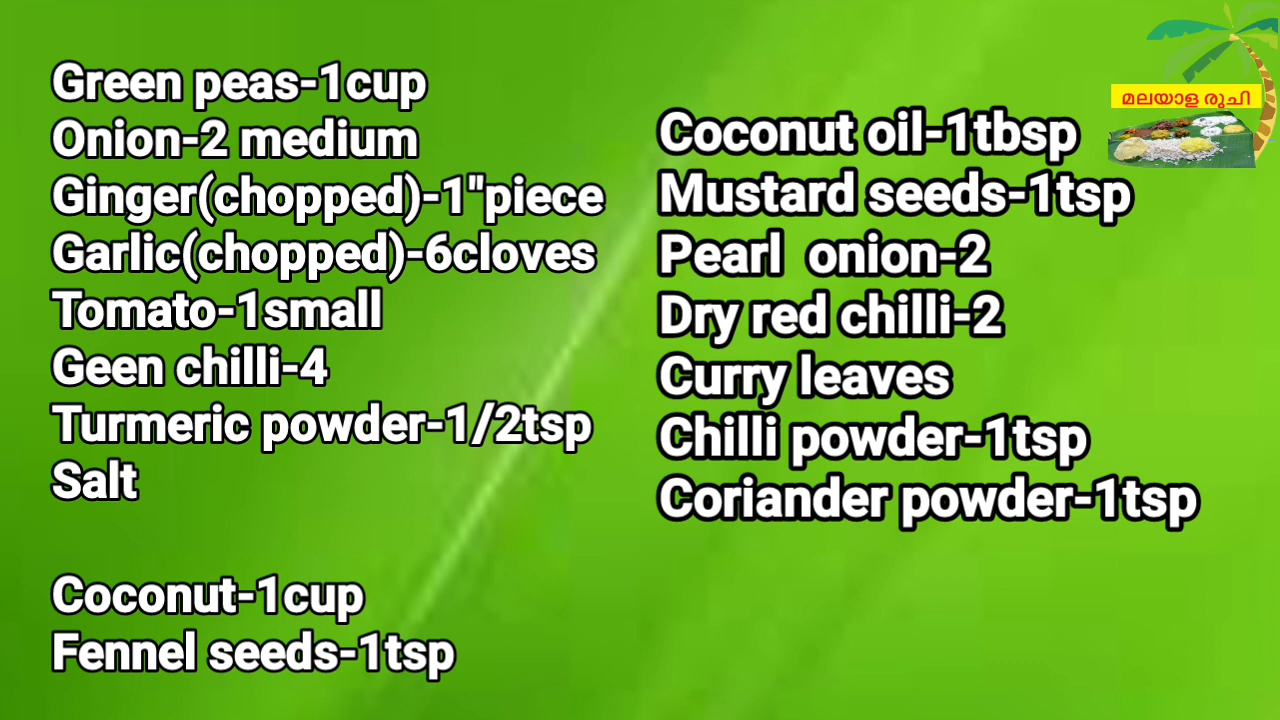 Green peas-1cup
Onion-2 medium
Ginger(chopped)-1"piece
Garlic(chopped)-6cloves
Tomato-1small
Geen chilli-4
Turmeric powder-1/2tsp
Salt
Coconut-1cup
Fennel seeds-1tsp
Coconut oil-1tbsp
Mustard seeds-1tsp
Pearl  onion-2
Dry red chilli-2
Curry leaves
Chilli powder-1tsp
Coriander powder-1tsp
മലയാള രുചി